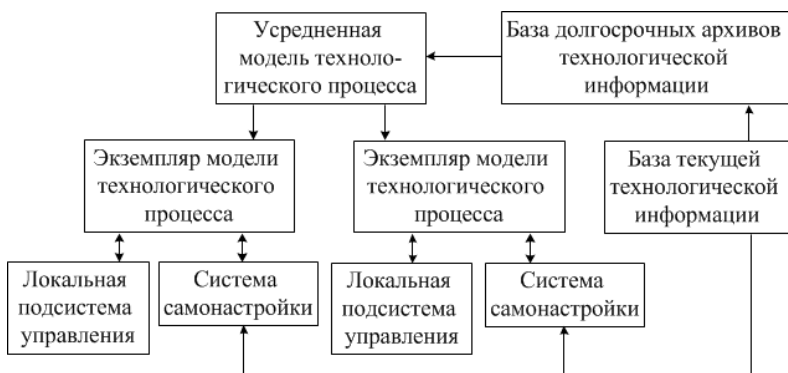 Усредненная
модель техноло-
гического процесса
База долгосрочных архивов
технологической
информации
Экземпляр модели
технологического
процесса
Экземпляр модели
технологического
процесса
База текущей
технологической
информации
Локальная
подсистема
управления
Система
самонастройки
Локальная
подсистема
управления
Система
самонастройки